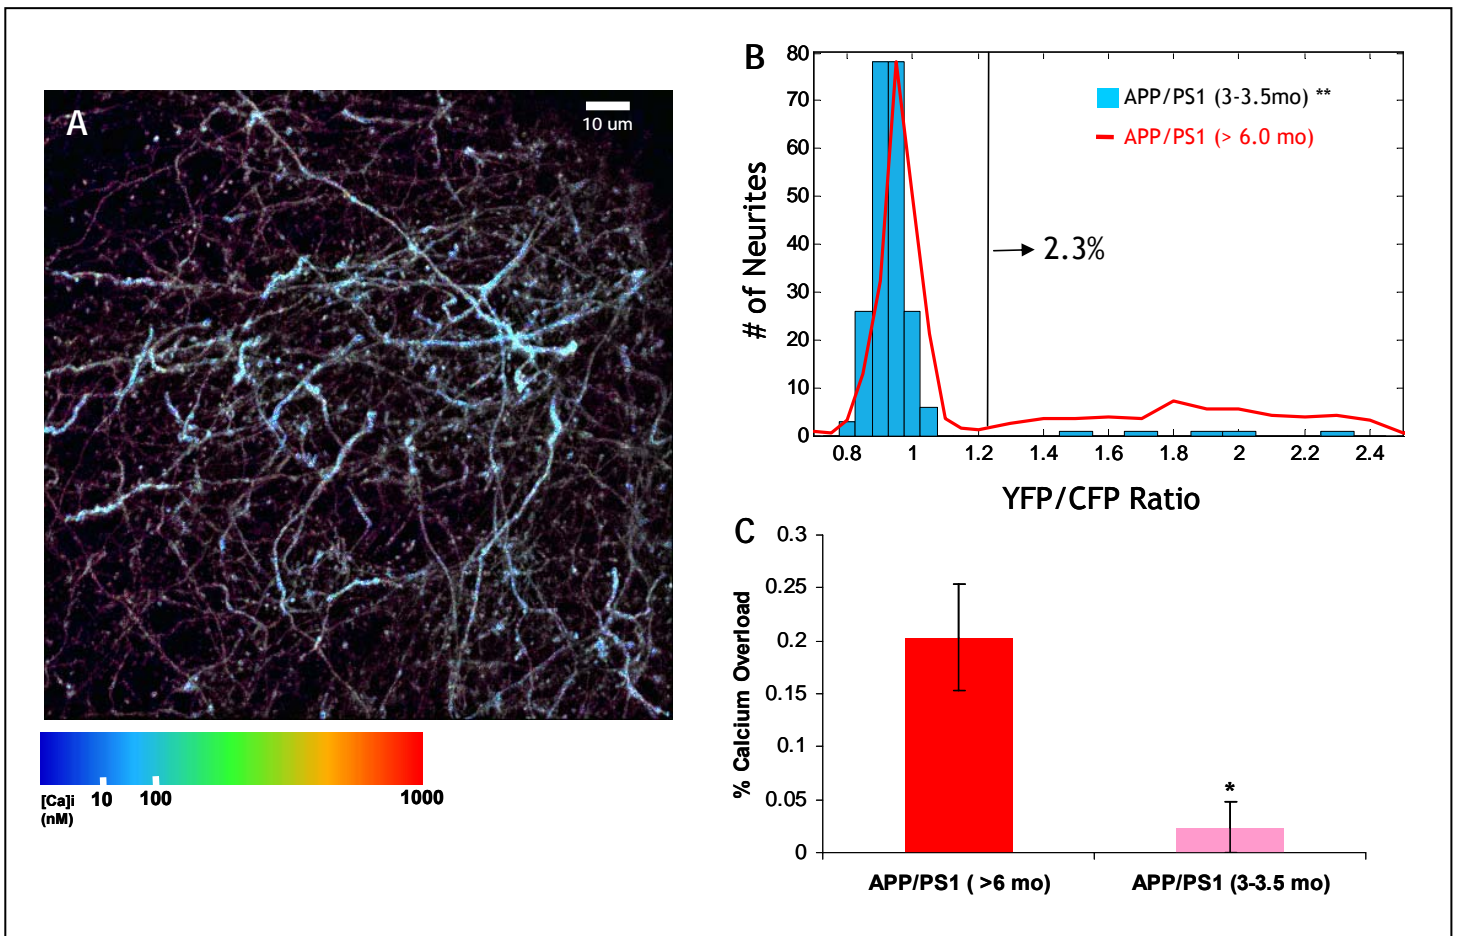 A
10 um
[Ca]i
(nM)
10
100
1000
B
80
70
60
50
40
30
20
10
0
# of Neurites
APP/PS1 (3-3.5mo) **
APP/PS1 (> 6.0 mo)
2.3%
0.8 1 1.2 1.4 1.6 1.8 2 2.2 2.4
YFP/CFP Ratio
C
0.3
0.25
0.2
0.15
0.1
0.05
0
% Calcium Overload
*
APP/PS1 ( >6 mo) APP/PS1 (3-3.5 mo)